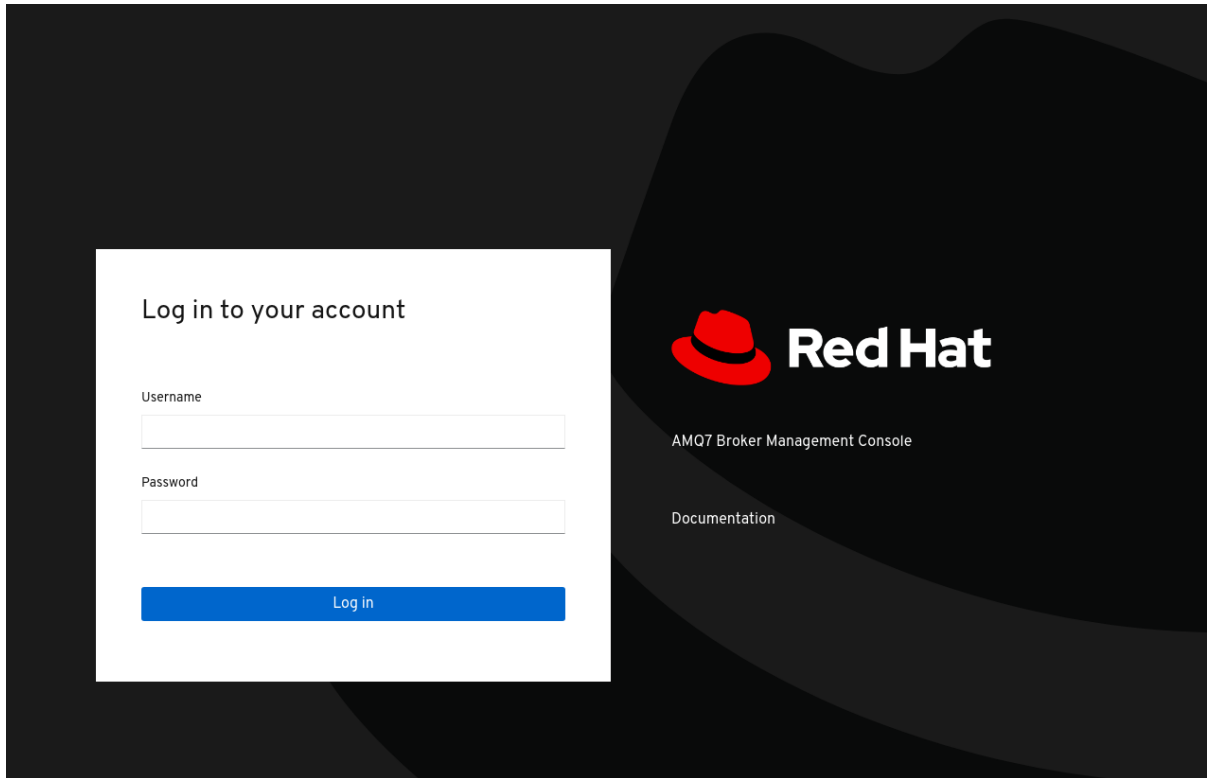 Log in to your account
Username
Password
Log in
Red Hat
AMQ7 Broker Management Console
Documentation